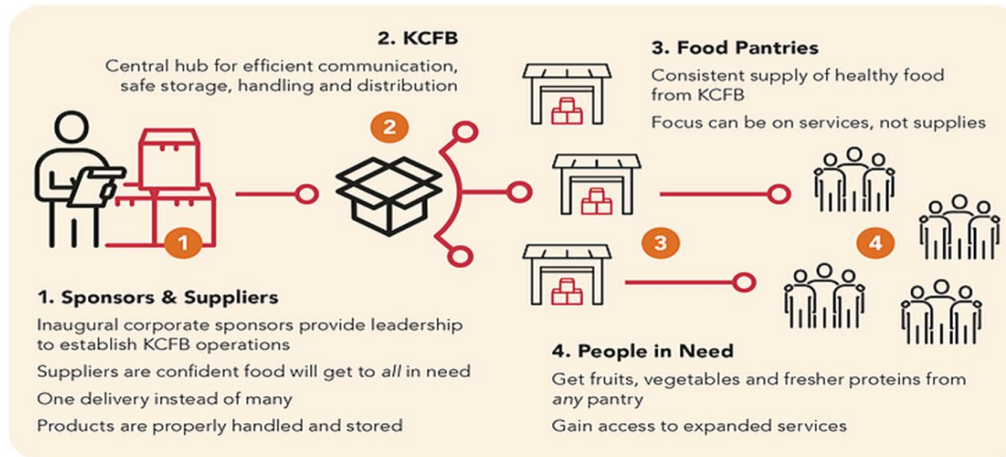 2. KCFB
Central hub for efficient communication,
safe storage, handling and distribution
3. Food Pantries
Consistent supply of healthy food
from KCFB
Focus can be on services, not supplies
2
1
3
4
1. Sponsors & Suppliers
Inaugural corporate sponsors provide leadership
to establish KCFB operations
Suppliers are confident food will get to all in need
One delivery instead of many
Products are properly handled and stored
4. People in Need
Get fruits, vegetables and fresher proteins from
any pantry
Gain access to expanded services